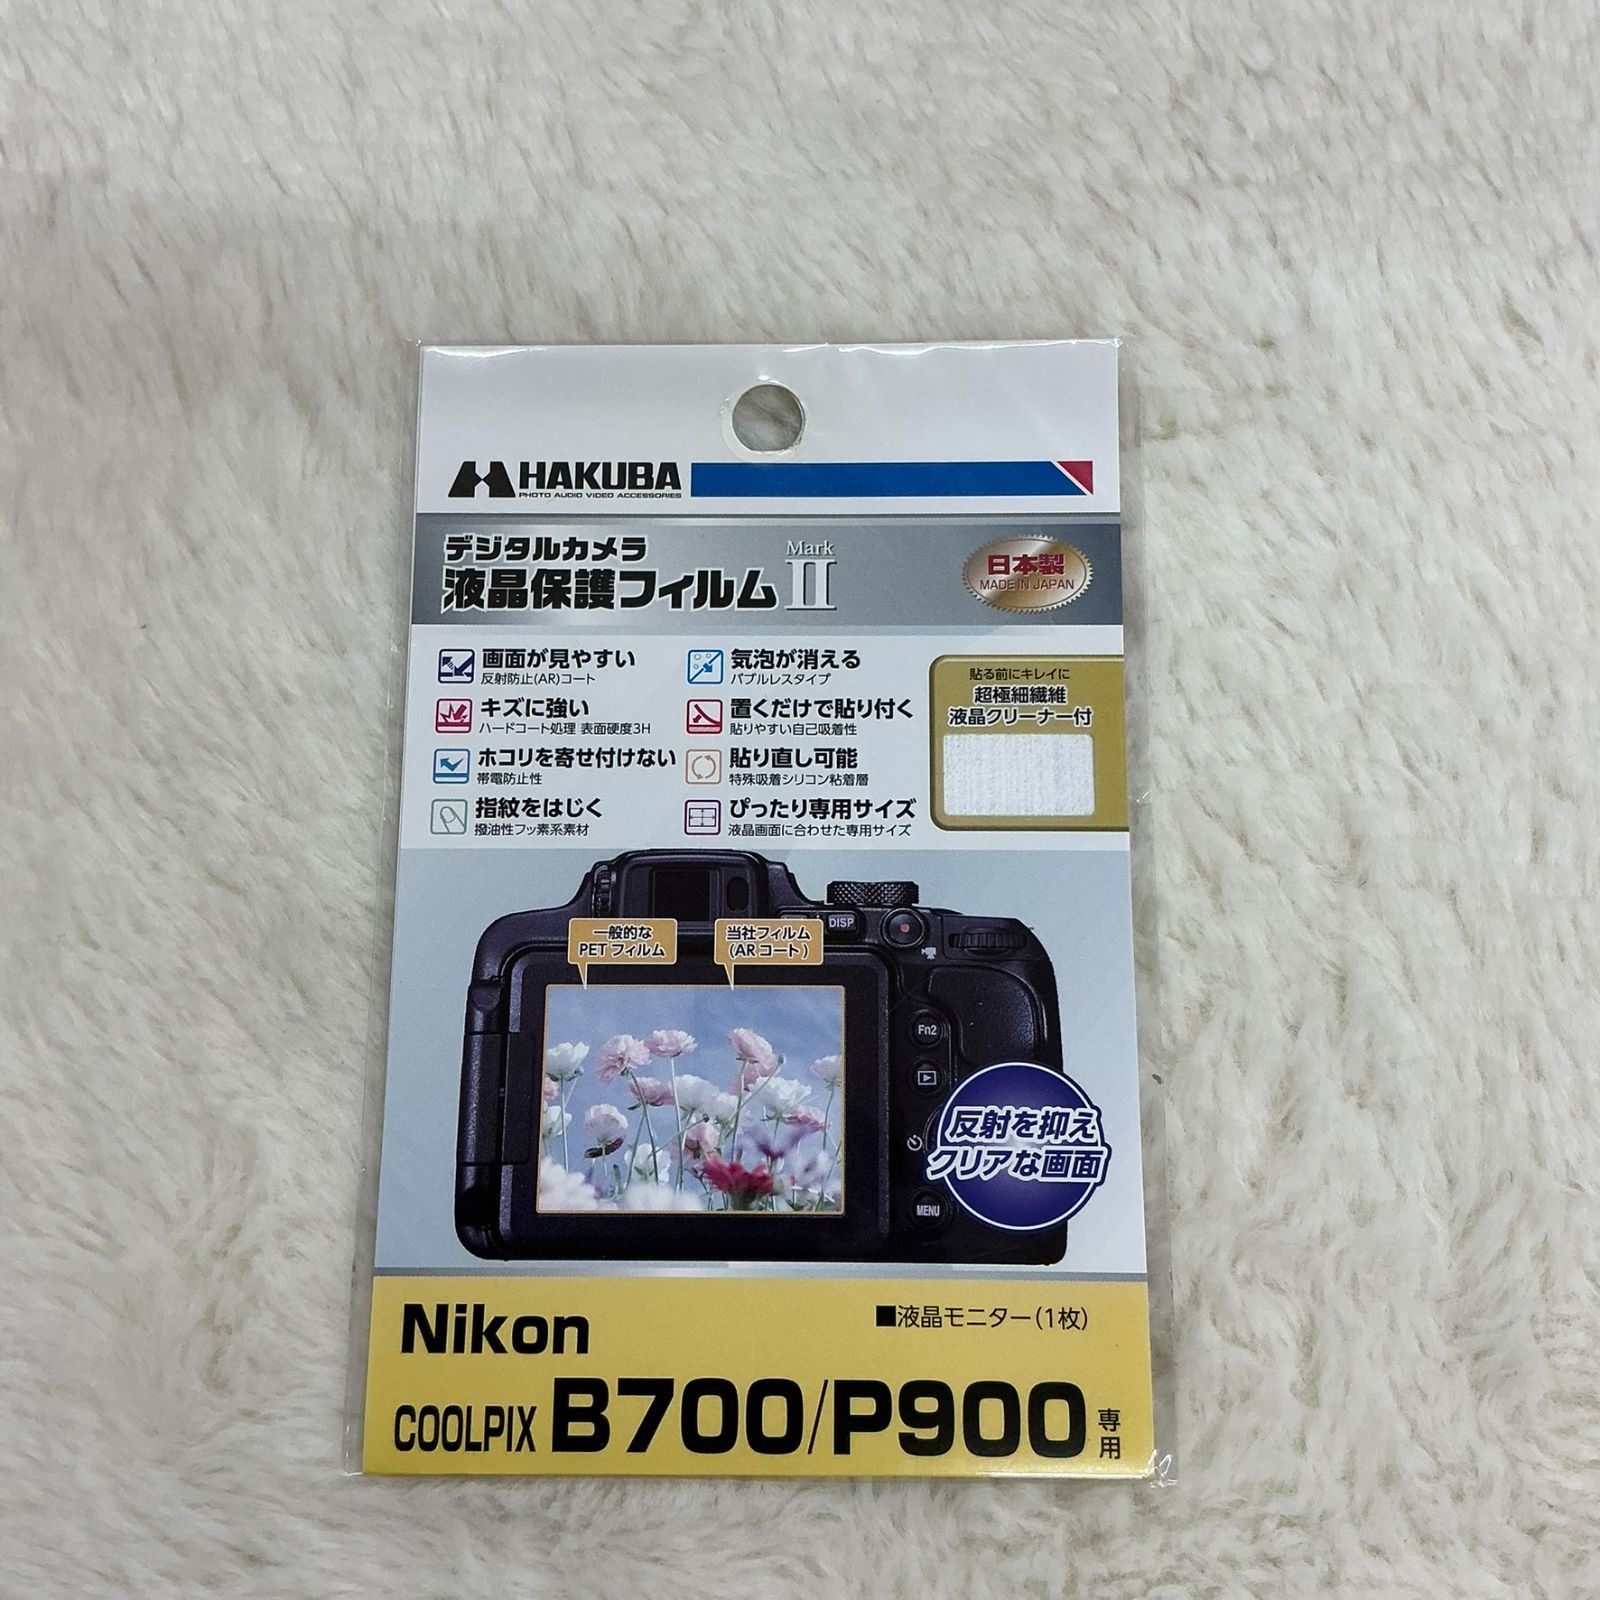 HAKUBA
PHOTO AUDIO VIDEO ACCESSORIES
デジタルカメラ
液晶保護フィルム Mark II
日本製
MADE IN JAPAN
画面が見やすい
反射防止(AR)コート
キズに強い
ハードコート処理 表面硬度3H
ホコリを寄せ付けない
帯電防止性
指紋をはじく
撥油性フッ素系素材
気泡が消える
バブルレスタイプ
置くだけで貼り付く
貼りやすい自己吸着性
貼り直し可能
特殊吸着シリコン粘着層
ぴったり専用サイズ
液晶画面に合わせた専用サイズ
貼る前にキレイに
超極細繊維
液晶クリーナー付
一般的な
PETフィルム
当社フィルム
(ARコート)
DISP
Fn2
MENU
反射を抑え
クリアな画面
Nikon
■液晶モニター(1枚)
COOLPIX B700/P900専用